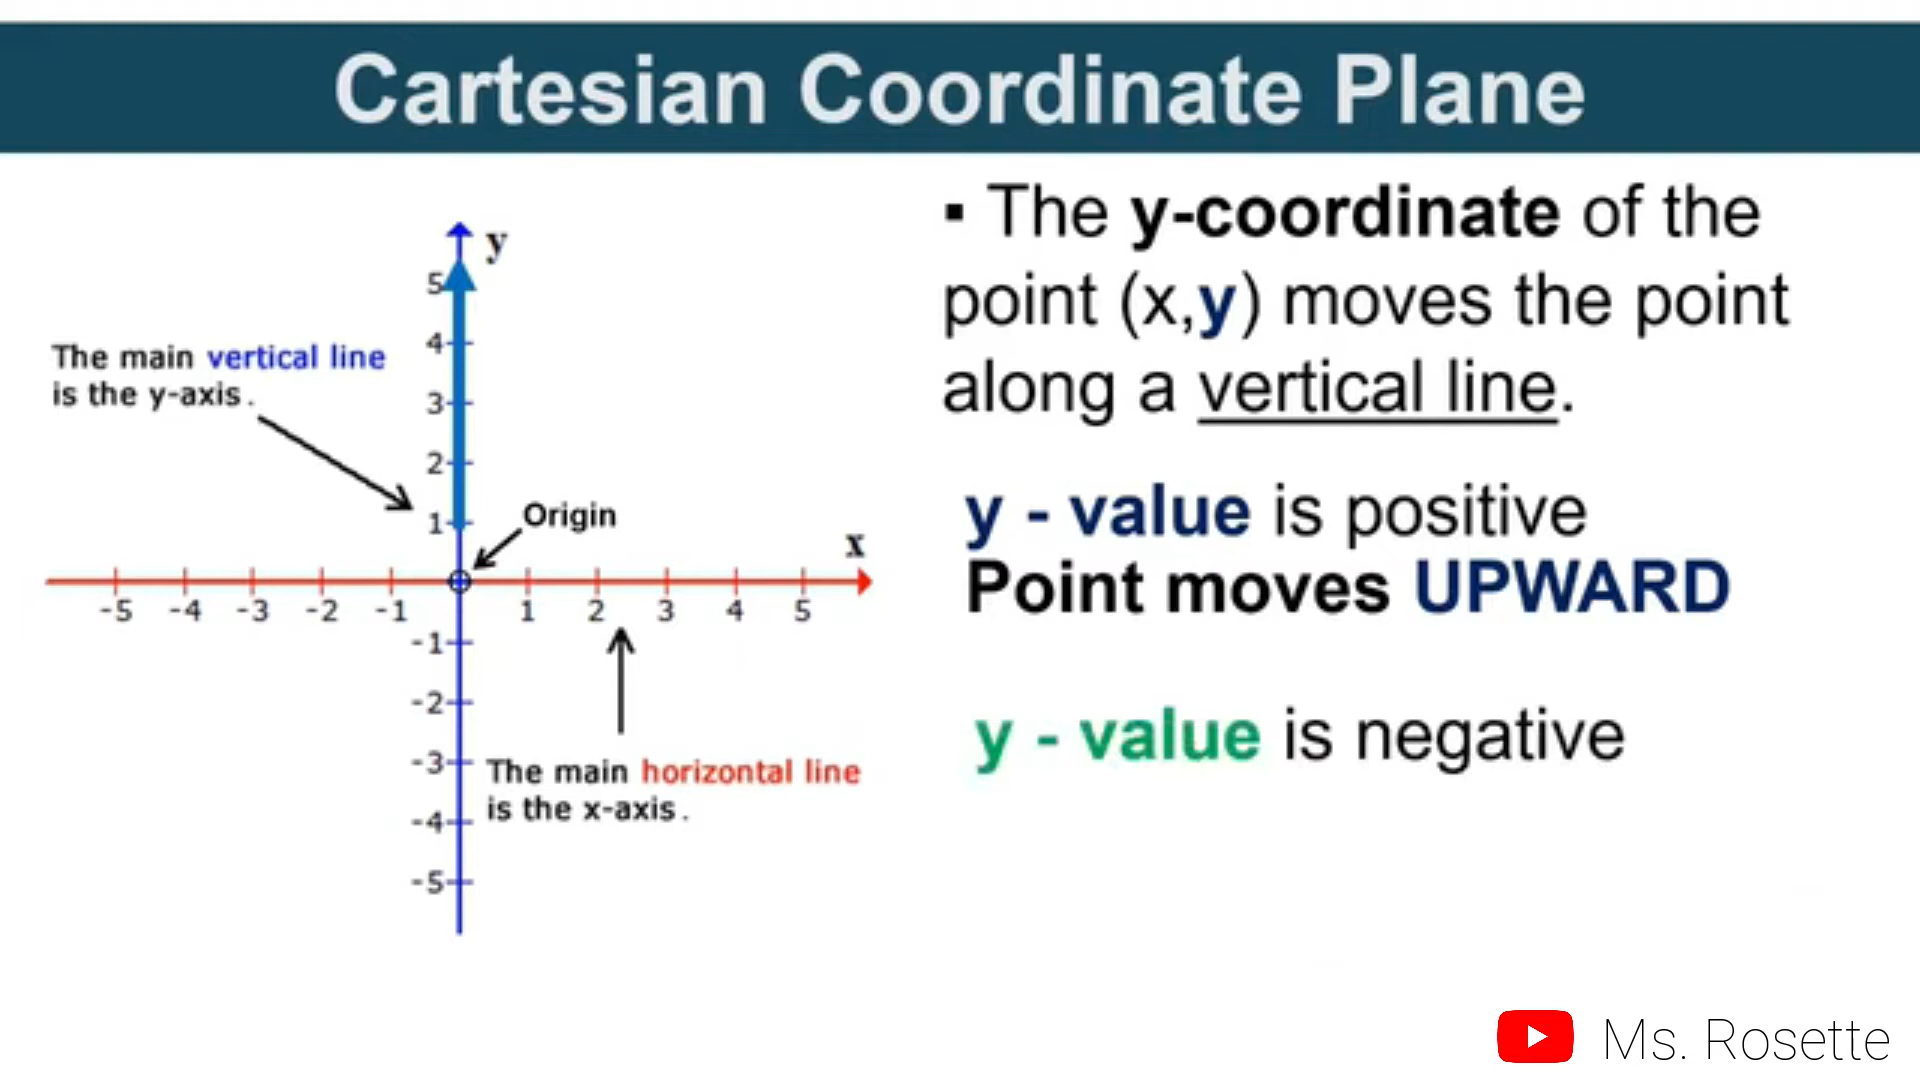 Cartesian Coordinate Plane
▪ The y-coordinate of the
point (x,y) moves the point
along a vertical line.
y - value is positive
Point moves UPWARD
y - value is negative
y
5
4
3
2
1
The main vertical line
is the y-axis.
Origin
x
-5 -4 -3 -2 -1 1 2 3 4 5
-1
-2
-3
-4
-5
The main horizontal line
is the x-axis.
Ms. Rosette